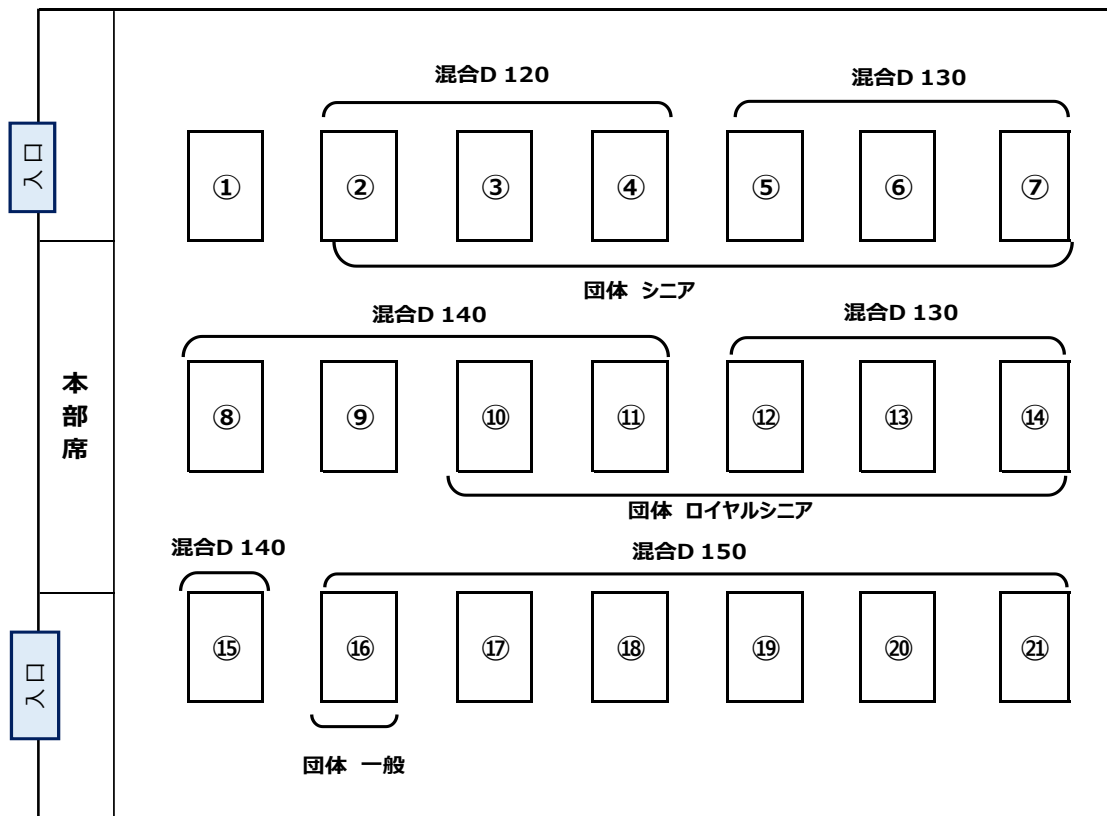 混合D 120
混合D 130
入口
①
②
③
④
⑤
⑥
⑦
団体 シニア
混合D 140
混合D 130
本部席
⑧
⑨
⑩
⑪
⑫
⑬
⑭
団体 ロイヤルシニア
混合D 140
混合D 150
入口
⑮
⑯
⑰
⑱
⑲
⑳
㉑
団体 一般